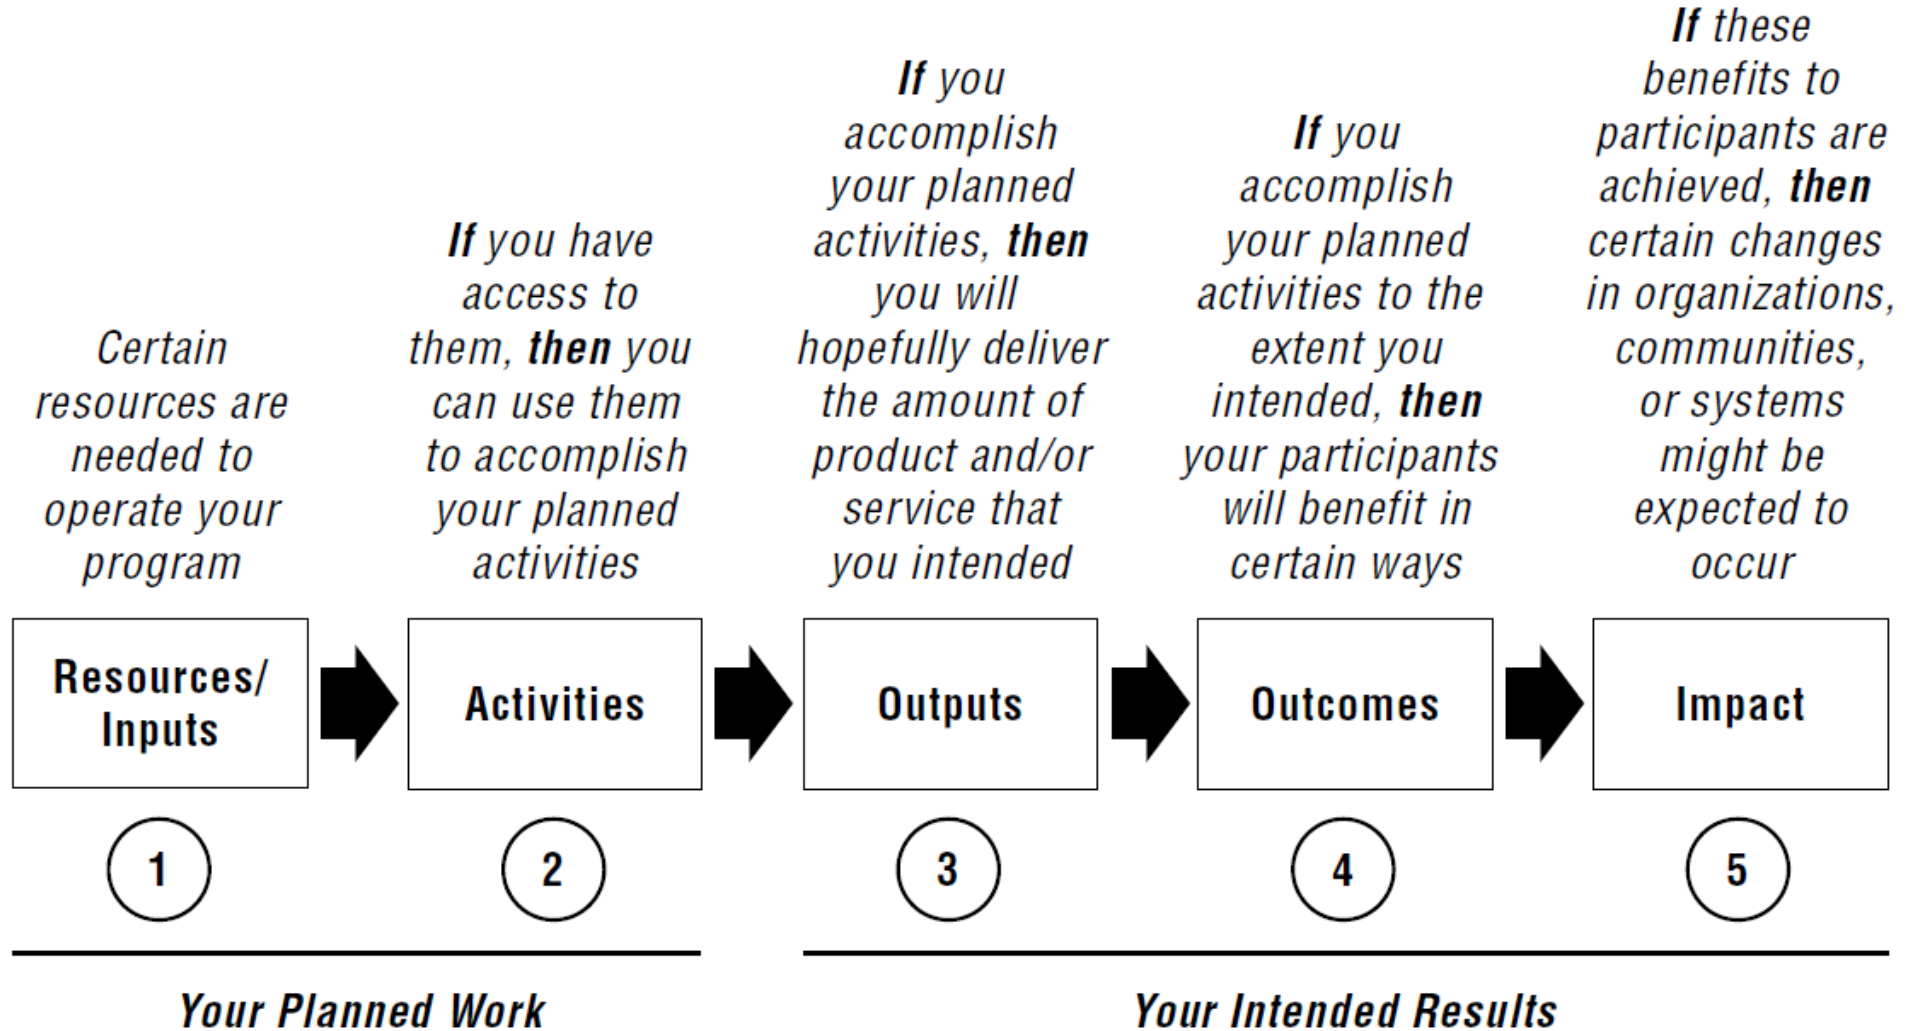 Certain
resources are
needed to
operate your
program
If you have
access to
them, then you
can use them
to accomplish
your planned
activities
If you
accomplish
your planned
activities, then
you will
hopefully deliver
the amount of
product and/or
service that
you intended
If you
accomplish
your planned
activities to the
extent you
intended, then
your participants
will benefit in
certain ways
If these
benefits to
participants are
achieved, then
certain changes
in organizations,
communities,
or systems
might be
expected to
occur
Resources/
Inputs
Activities
Outputs
Outcomes
Impact
1
2
3
4
5
Your Planned Work
Your Intended Results